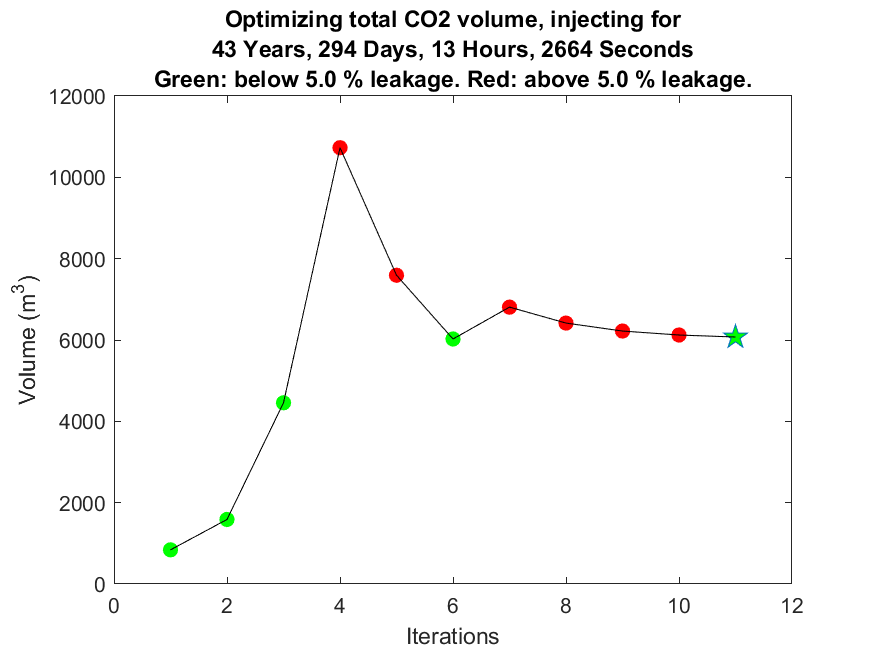 Optimizing total CO2 volume, injecting for
43 Years, 294 Days, 13 Hours, 2664 Seconds
Green: below 5.0 % leakage. Red: above 5.0 % leakage.
12000
10000
8000
6000
4000
2000
0
Volume (m³)
0 2 4 6 8 10 12
Iterations